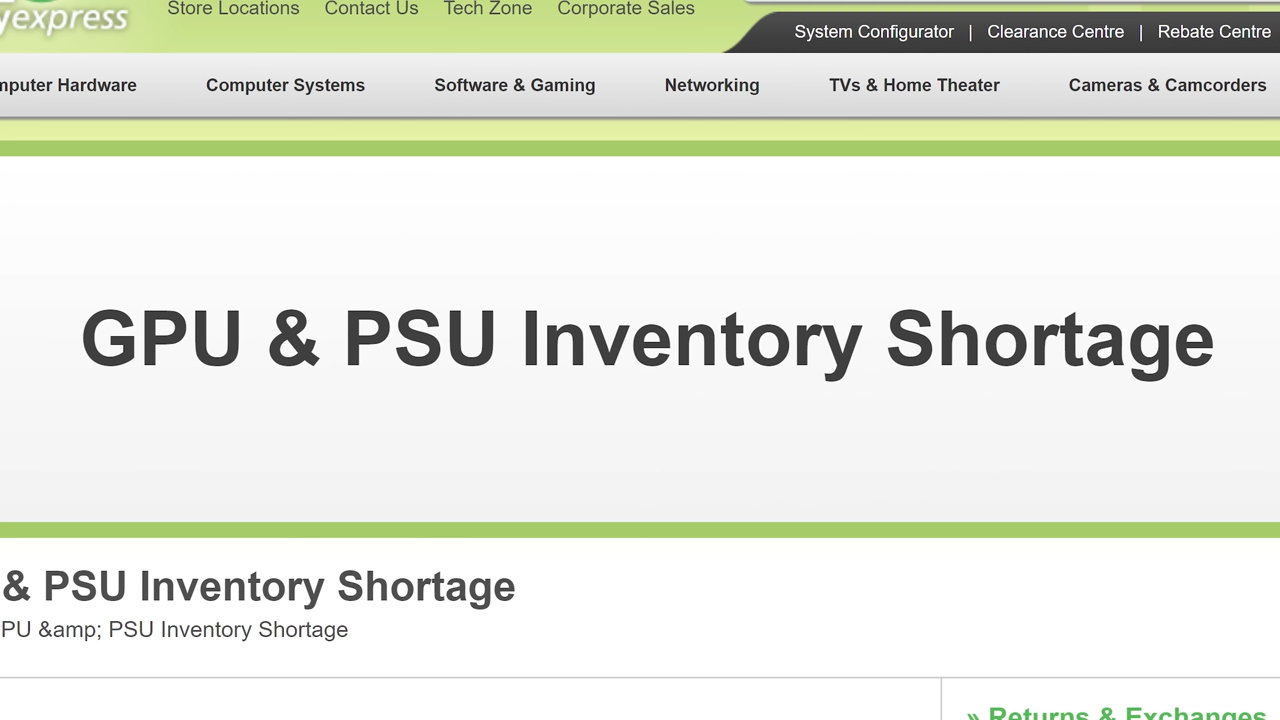 yexpress
Store Locations Contact Us Tech Zone Corporate Sales
System Configurator | Clearance Centre | Rebate Centre
mputer Hardware Computer Systems Software & Gaming Networking TVs & Home Theater Cameras & Camcorders
GPU & PSU Inventory Shortage
& PSU Inventory Shortage
PU &amp; PSU Inventory Shortage
» Returns & Exchanges